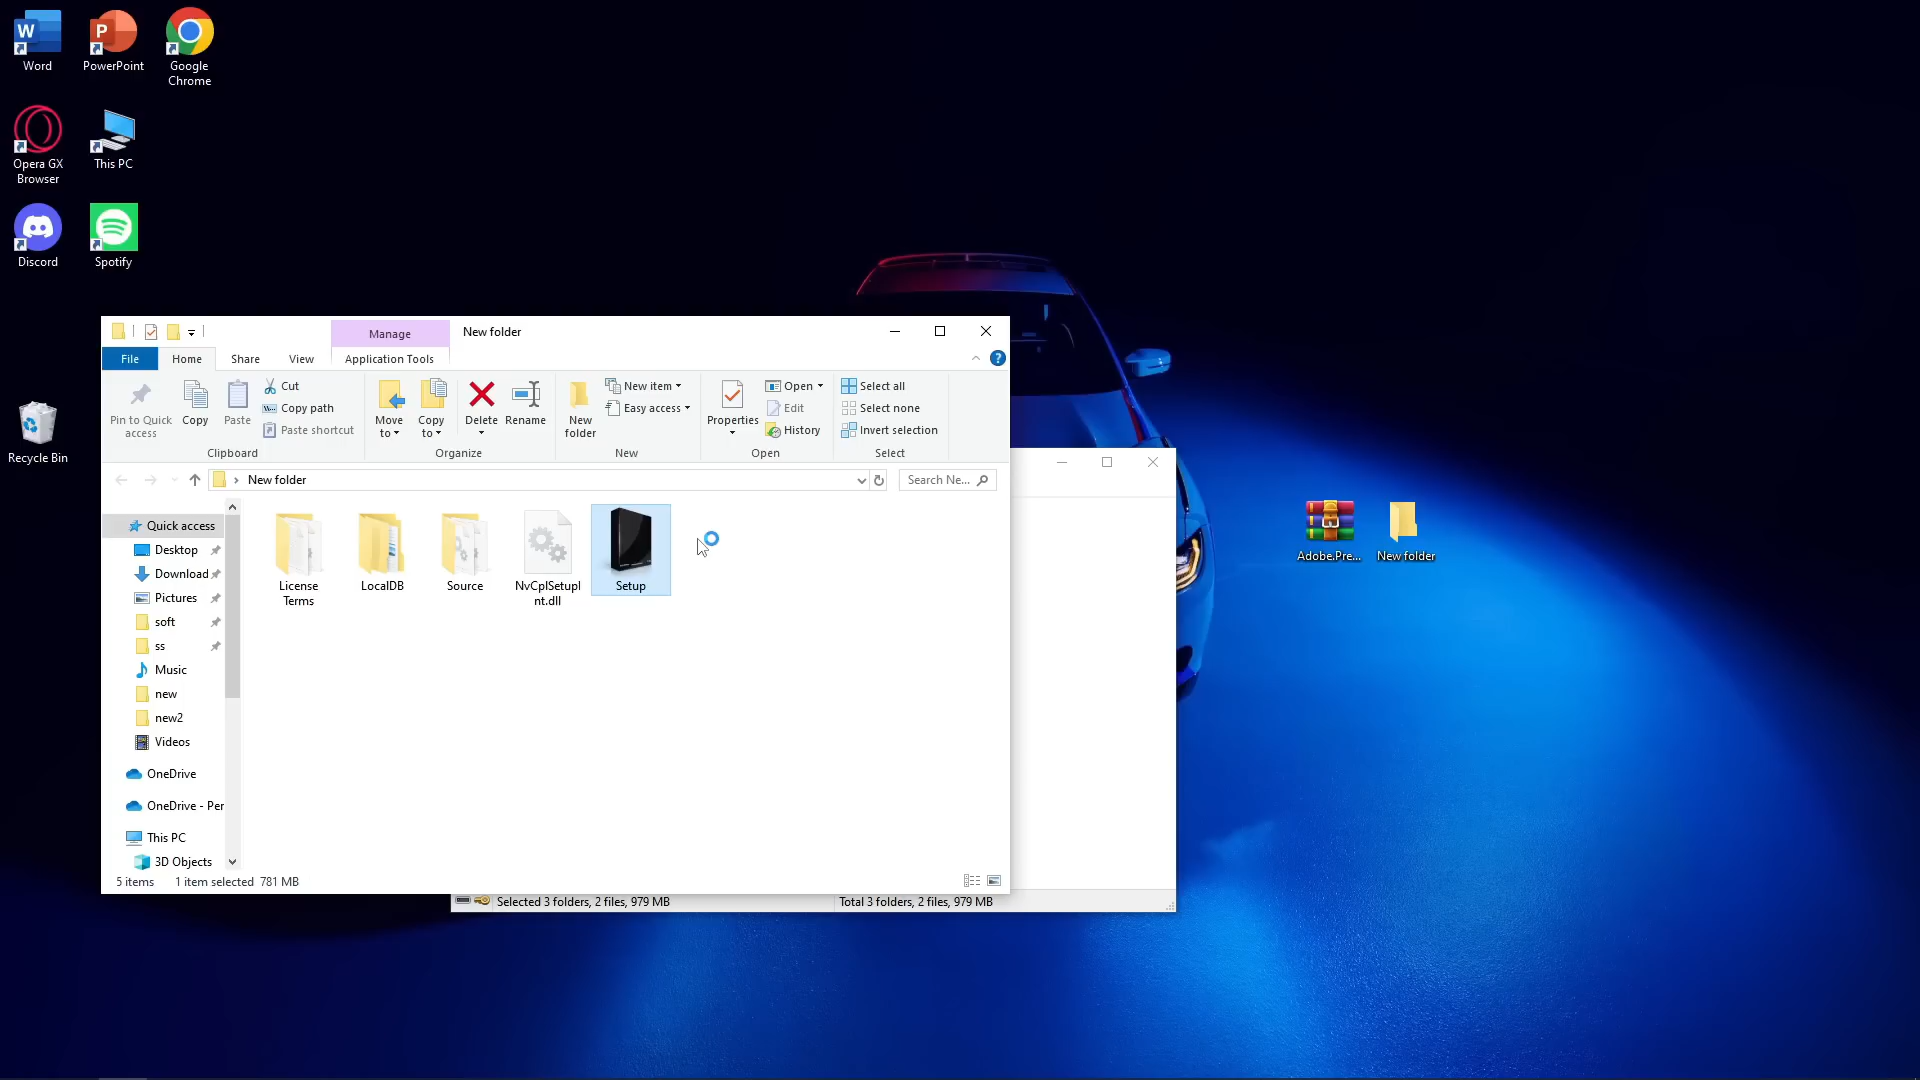 Word
PowerPoint
Google
Chrome
Opera GX
Browser
This PC
Discord
Spotify
Recycle Bin
Manage
New folder
File
Home
Share
View
Application Tools
Pin to Quick
access
Copy
Paste
Cut
Copy path
Paste shortcut
Clipboard
Move
to
Copy
to
Delete
Rename
Organize
New
folder
New item
Easy access
New
Properties
Open
Edit
History
Open
Select all
Select none
Invert selection
Select
New folder
Search Ne...
Quick access
Desktop
Download
Pictures
soft
ss
Music
new
new2
Videos
OneDrive
OneDrive - Per
This PC
3D Objects
License
Terms
LocalDB
Source
NvCplSetupI
nt.dll
Setup
5 items
1 item selected 781 MB
Selected 3 folders, 2 files, 979 MB
Total 3 folders, 2 files, 979 MB
Adobe.Pre...
New folder